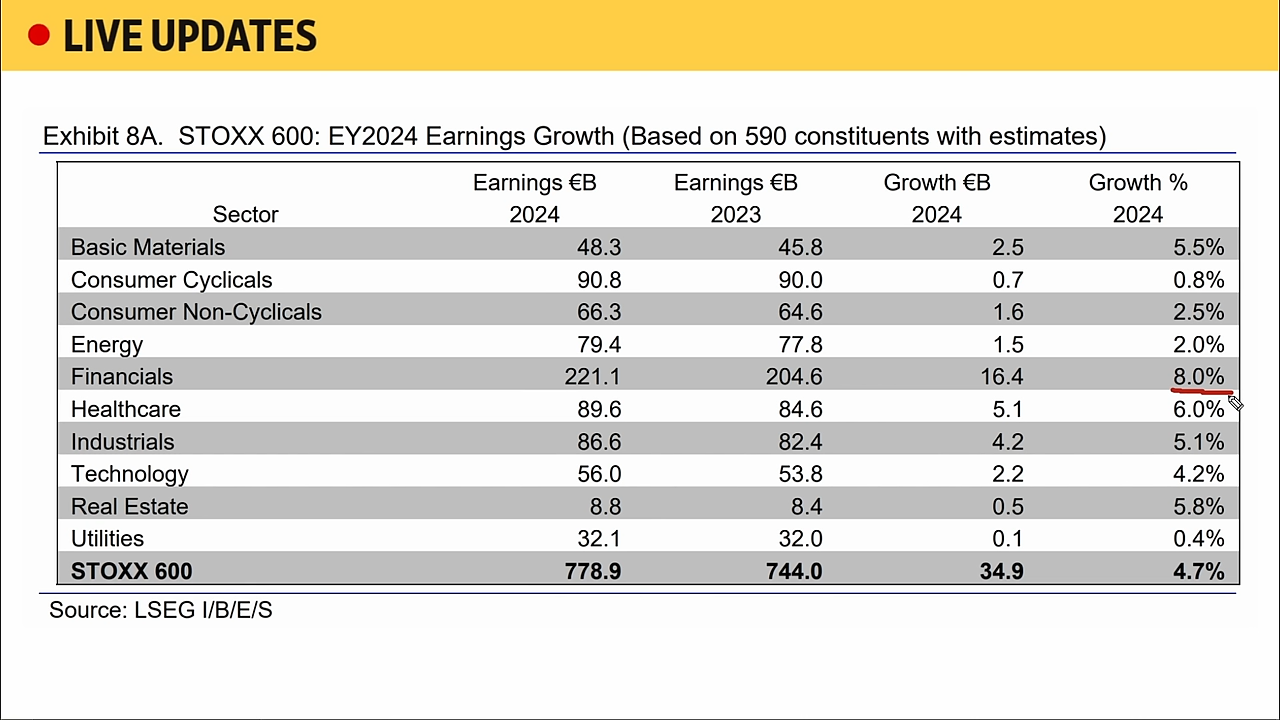 LIVE UPDATES
Exhibit 8A. STOXX 600: EY2024 Earnings Growth (Based on 590 constituents with estimates)
Earnings €B Earnings €B Growth €B Growth %
Sector 2024 2023 2024 2024
Basic Materials 48.3 45.8 2.5 5.5%
Consumer Cyclicals 90.8 90.0 0.7 0.8%
Consumer Non-Cyclicals 66.3 64.6 1.6 2.5%
Energy 79.4 77.8 1.5 2.0%
Financials 221.1 204.6 16.4 8.0%
Healthcare 89.6 84.6 5.1 6.0%
Industrials 86.6 82.4 4.2 5.1%
Technology 56.0 53.8 2.2 4.2%
Real Estate 8.8 8.4 0.5 5.8%
Utilities 32.1 32.0 0.1 0.4%
STOXX 600 778.9 744.0 34.9 4.7%
Source: LSEG I/B/E/S